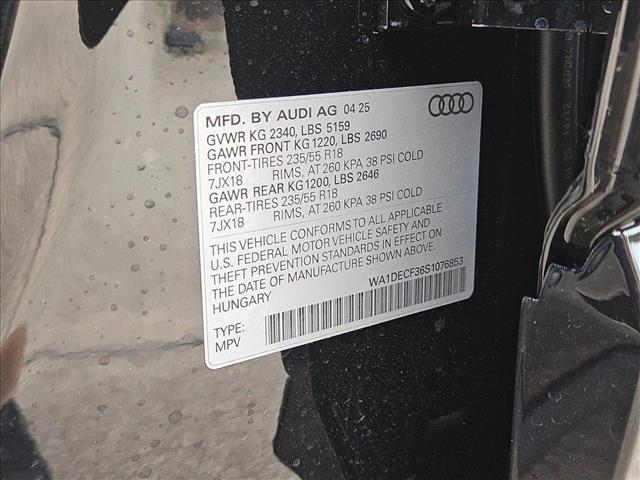 MFD. BY AUDI AG 04 25
GVWR KG 2340, LBS 5159
GAWR FRONT KG 1220, LBS 2690
FRONT-TIRES 235/55 R18
7JX18 RIMS, AT 260 KPA 38 PSI COLD
GAWR REAR KG 1200, LBS 2646
REAR-TIRES 235/55 R18
7JX18 RIMS, AT 260 KPA 38 PSI COLD
THIS VEHICLE CONFORMS TO ALL APPLICABLE
U.S. FEDERAL MOTOR VEHICLE SAFETY AND
THEFT PREVENTION STANDARDS IN EFFECT ON
THE DATE OF MANUFACTURE SHOWN ABOVE.
HUNGARY WA1DECF36S1076853
TYPE:
MPV